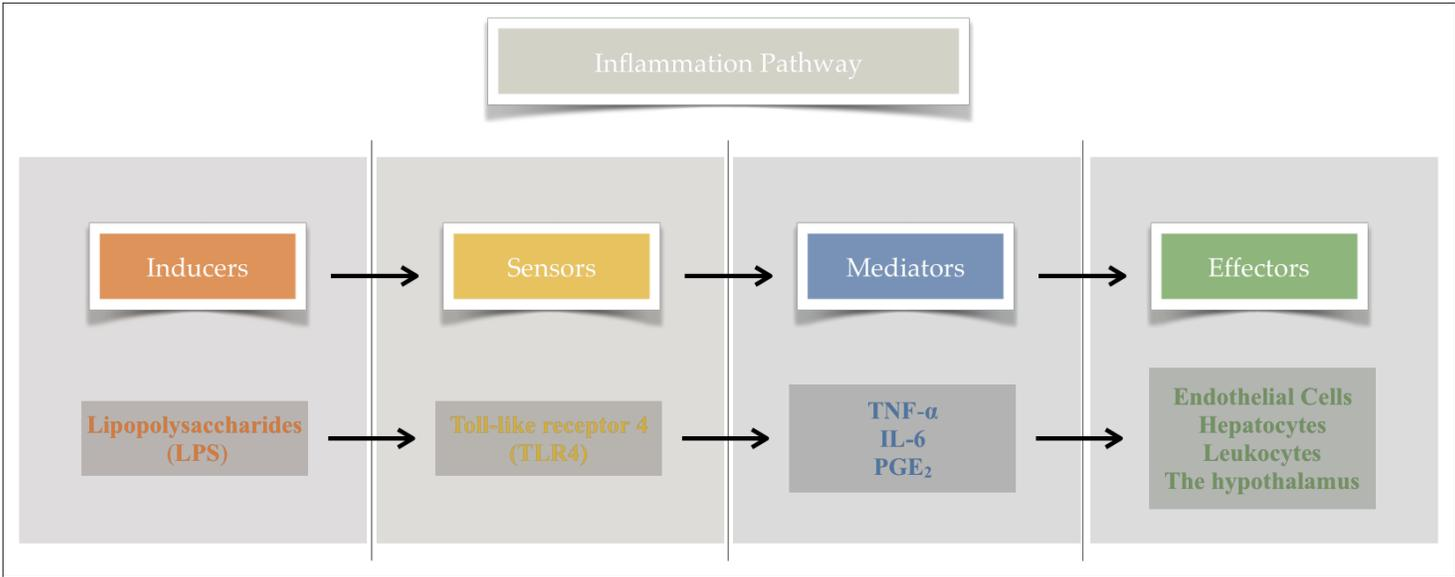 Inflammation Pathway
Inducers
Sensors
Mediators
Effectors
Lipopolysaccharides
(LPS)
Toll-like receptor 4
(TLR4)
TNF-α
IL-6
PGE₂
Endothelial Cells
Hepatocytes
Leukocytes
The hypothalamus